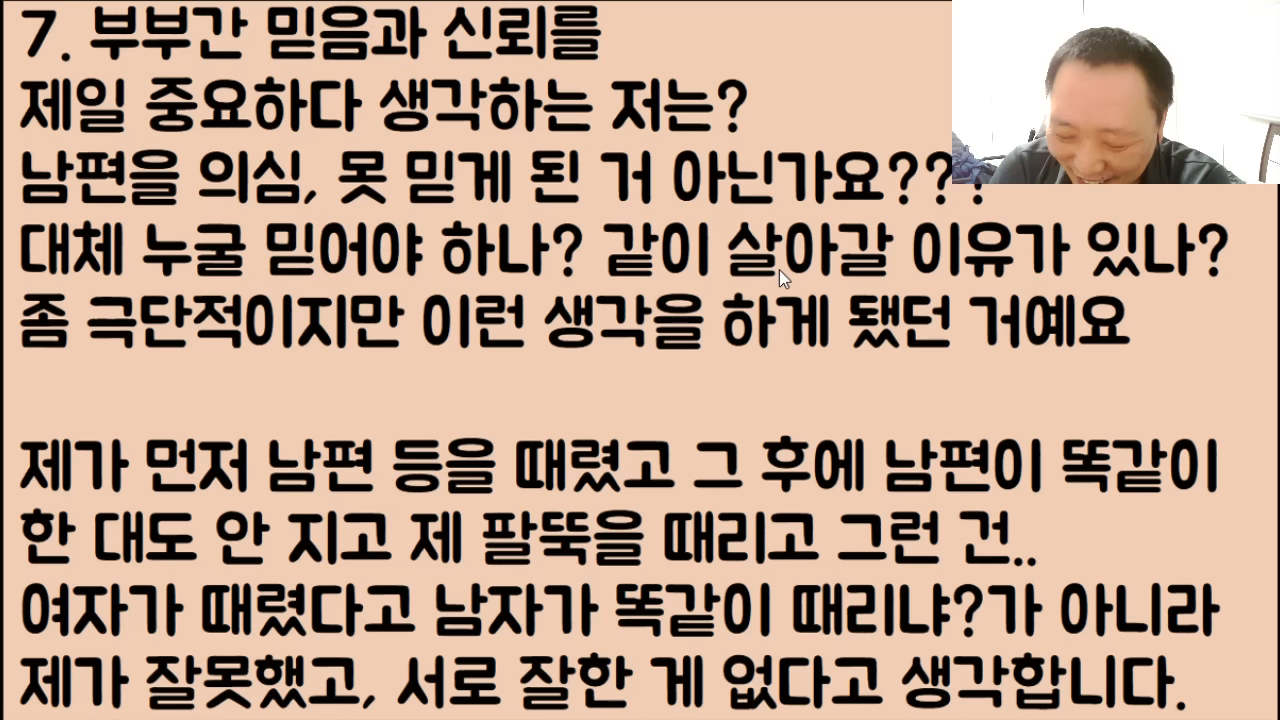 7. 부부간 믿음과 신뢰를
제일 중요하다 생각하는 저는?
남편을 의심, 못 믿게 된 거 아닌가요???
대체 누굴 믿어야 하나? 같이 살아갈 이유가 있나?
좀 극단적이지만 이런 생각을 하게 됐던 거예요
제가 먼저 남편 등을 때렸고 그 후에 남편이 똑같이
한 대도 안 지고 제 팔뚝을 때리고 그런 건..
여자가 때렸다고 남자가 똑같이 때리냐?가 아니라
제가 잘못했고, 서로 잘한 게 없다고 생각합니다.